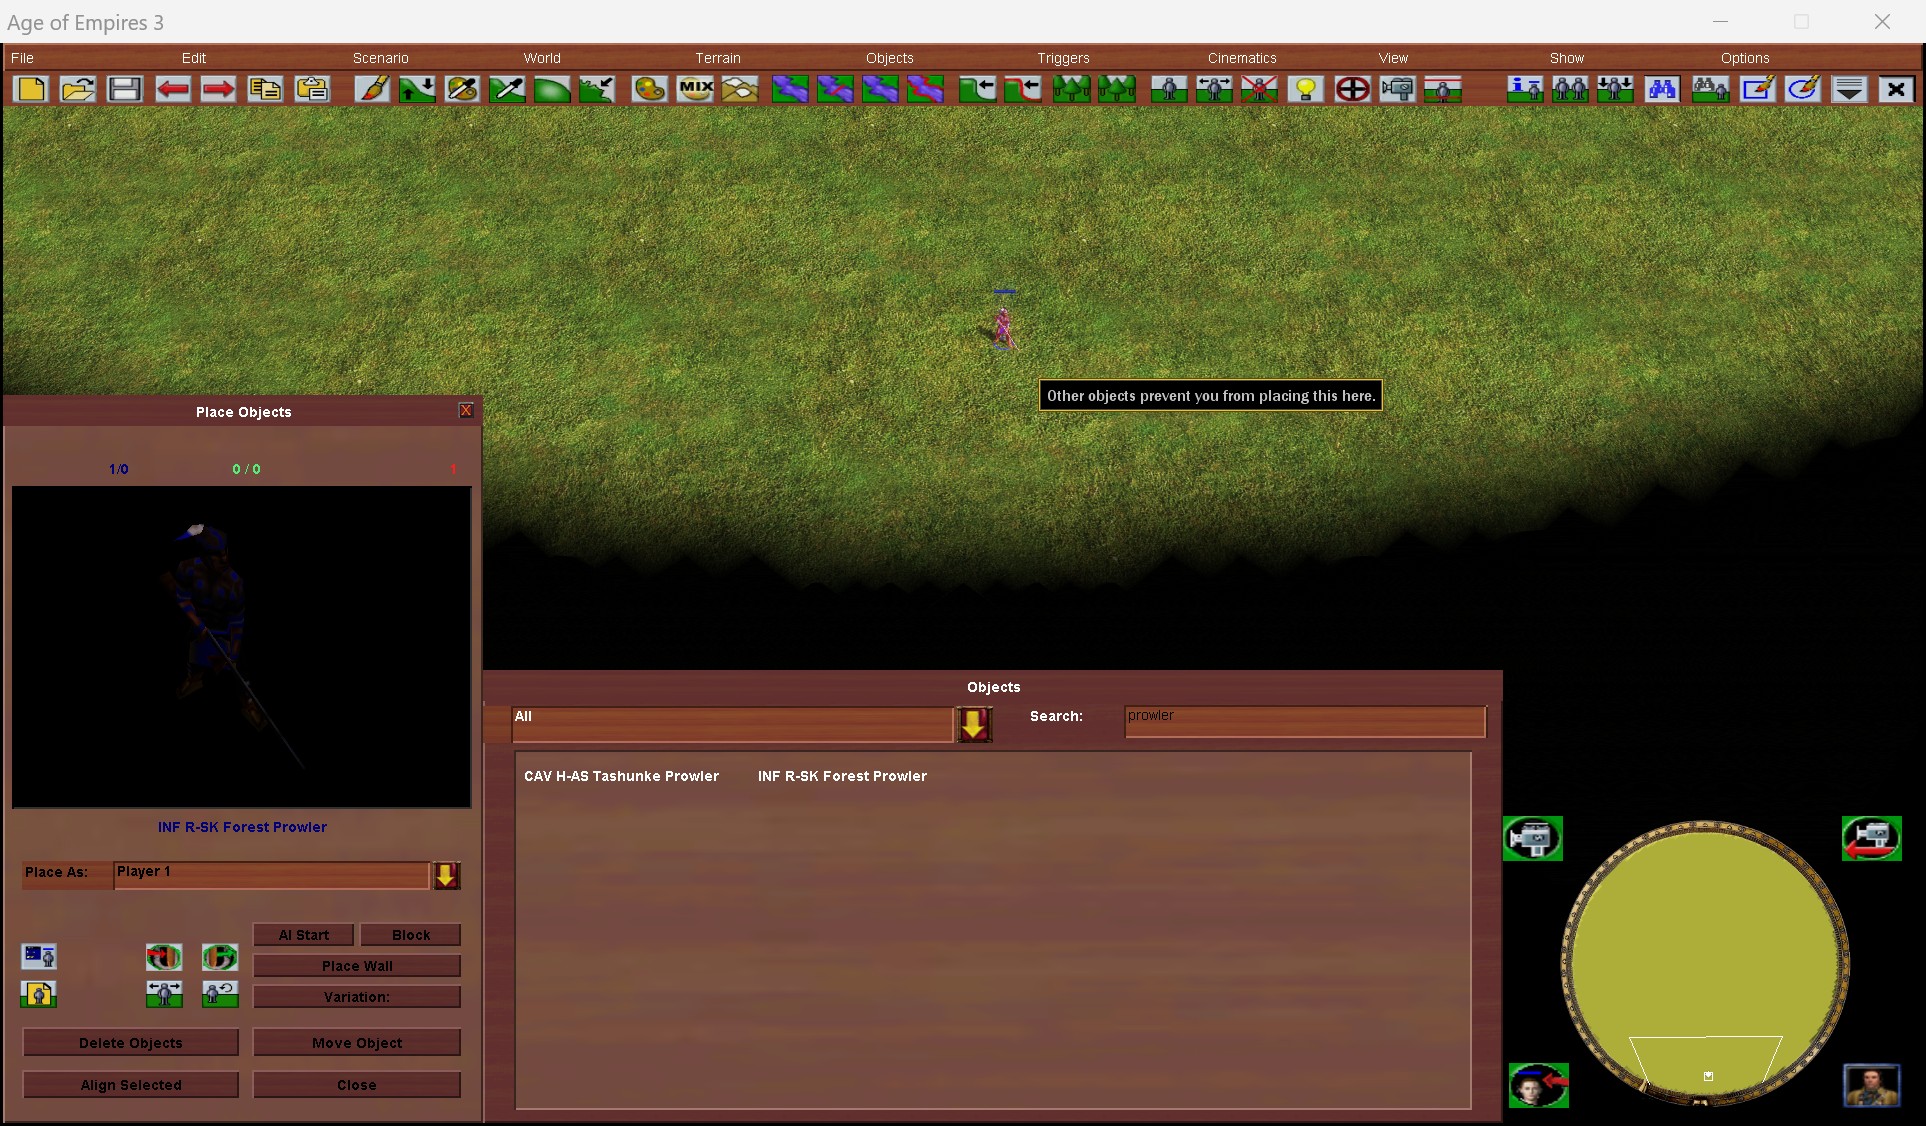 Age of Empires 3
File Edit Scenario World Terrain Objects Triggers Cinematics View Show Options
MIX
Other objects prevent you from placing this here.
Place Objects
1/0 0 / 0 1
INF R-SK Forest Prowler
Place As: Player 1
AI Start Block
Place Wall
Variation:
Delete Objects Move Object
Align Selected Close
Objects
All Search: prowler
CAV H-AS Tashunke Prowler INF R-SK Forest Prowler